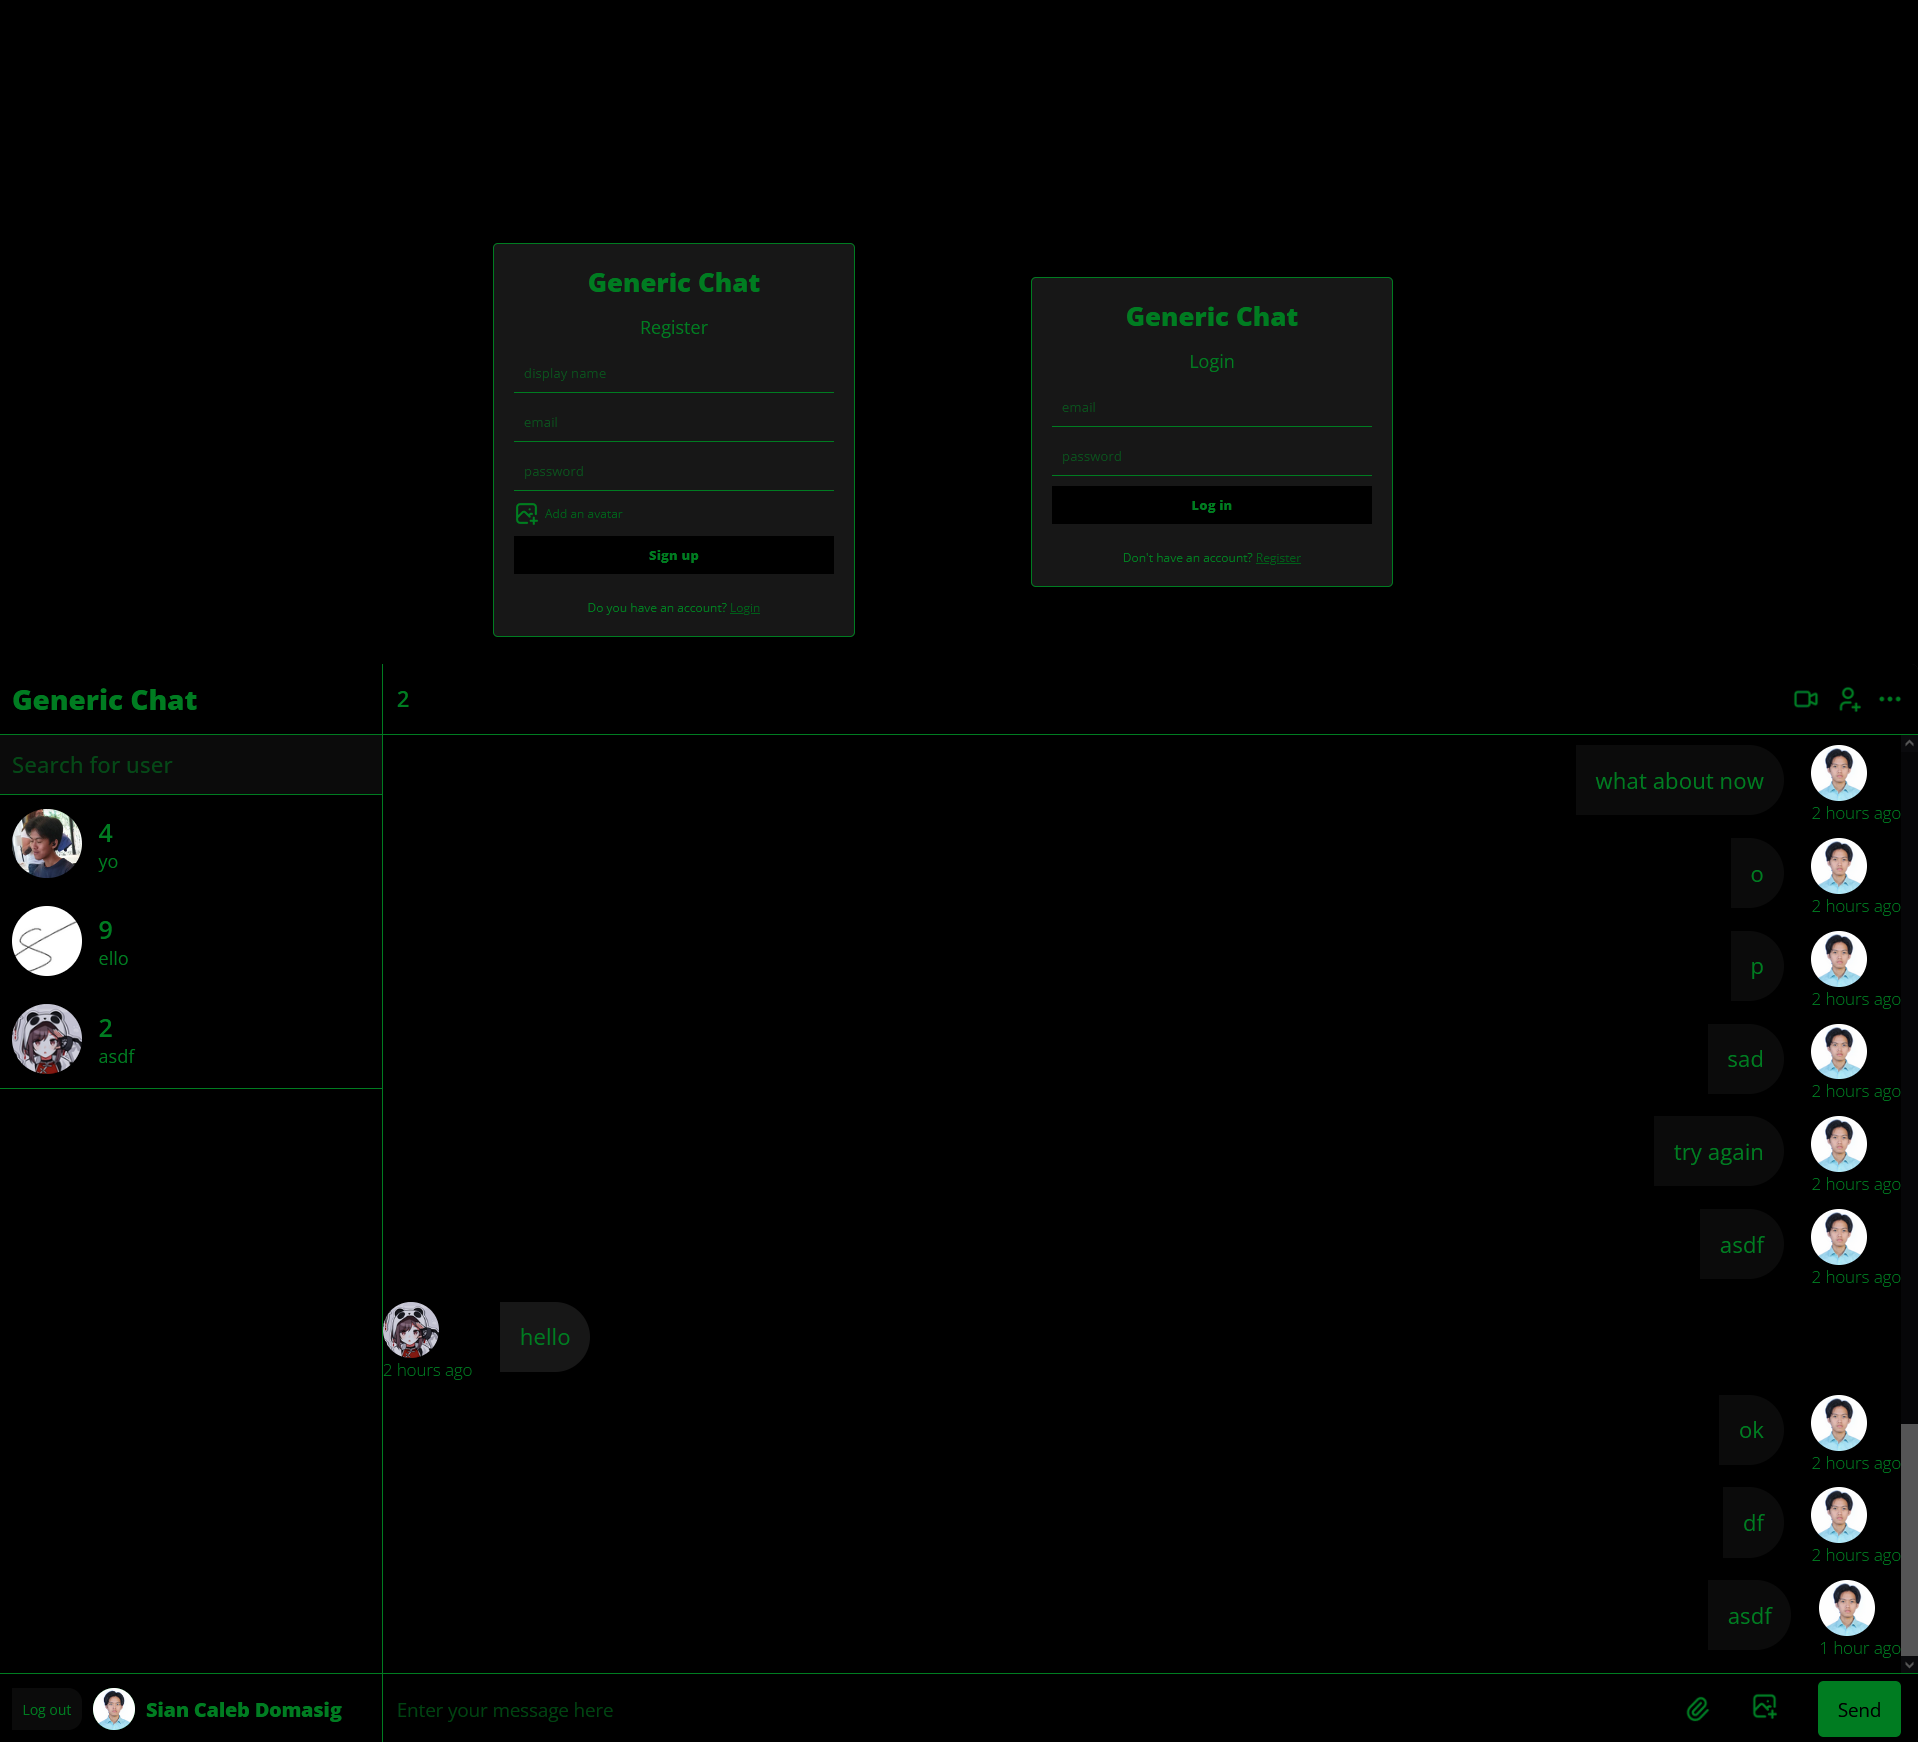 Generic Chat
Register
display name
email
password
Add an avatar
Sign up
Do you have an account? Login
Generic Chat
Login
email
password
Log in
Don't have an account? Register
Generic Chat
Search for user
4
yo
9
ello
2
asdf
Log out
Sian Caleb Domasig
2
what about now
2 hours ago
o
2 hours ago
p
2 hours ago
sad
2 hours ago
try again
2 hours ago
asdf
2 hours ago
hello
2 hours ago
ok
2 hours ago
df
2 hours ago
asdf
1 hour ago
Enter your message here
Send